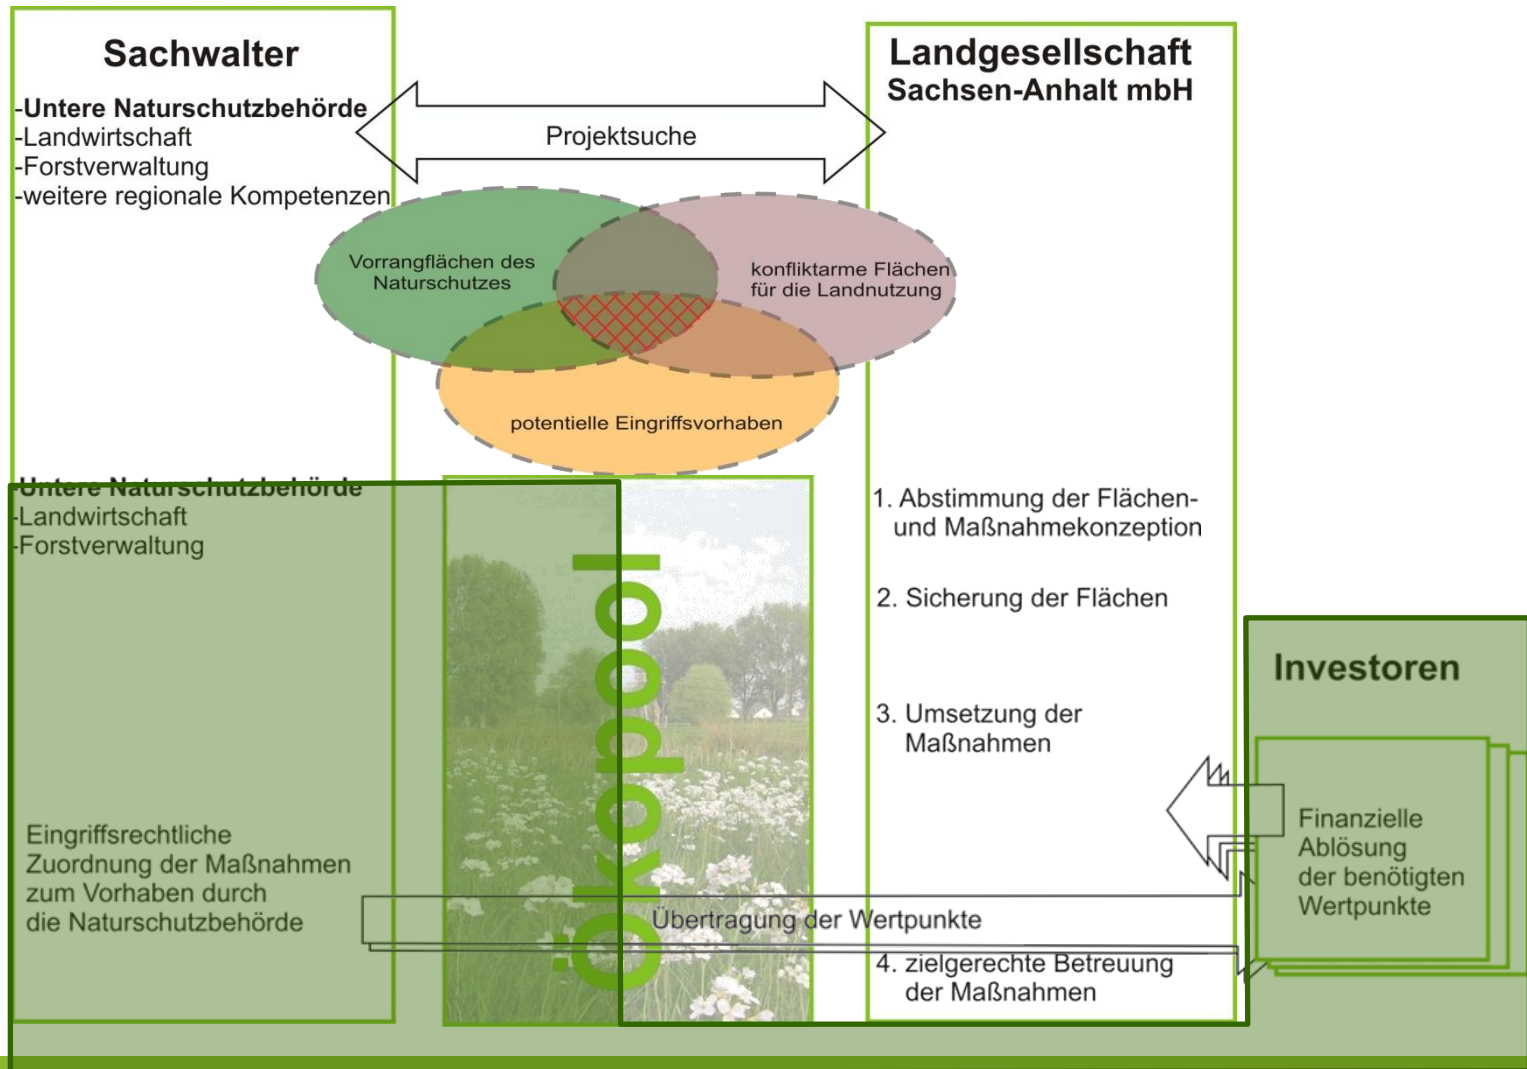 Sachwalter
-Untere Naturschutzbehörde
-Landwirtschaft
-Forstverwaltung
-weitere regionale Kompetenzen
Projektsuche
Landgesellschaft
Sachsen-Anhalt mbH
Vorrangflächen des
Naturschutzes
konfliktarme Flächen
für die Landnutzung
potentielle Eingriffsvorhaben
-Untere Naturschutzbehörde
-Landwirtschaft
-Forstverwaltung
Eingriffsrechtliche
Zuordnung der Maßnahmen
zum Vorhaben durch
die Naturschutzbehörde
Ökopool
1. Abstimmung der Flächen-
und Maßnahmekonzeption
2. Sicherung der Flächen
3. Umsetzung der
Maßnahmen
Übertragung der Wertpunkte
4. zielgerechte Betreuung
der Maßnahmen
Investoren
Finanzielle
Ablösung
der benötigten
Wertpunkte